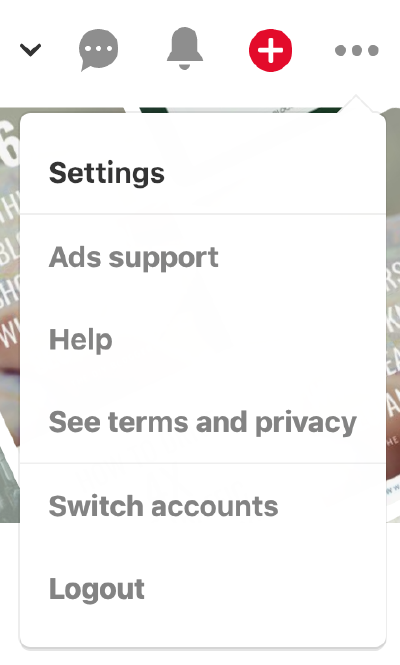 Settings
Ads support
Help
See terms and privacy
Switch accounts
Logout